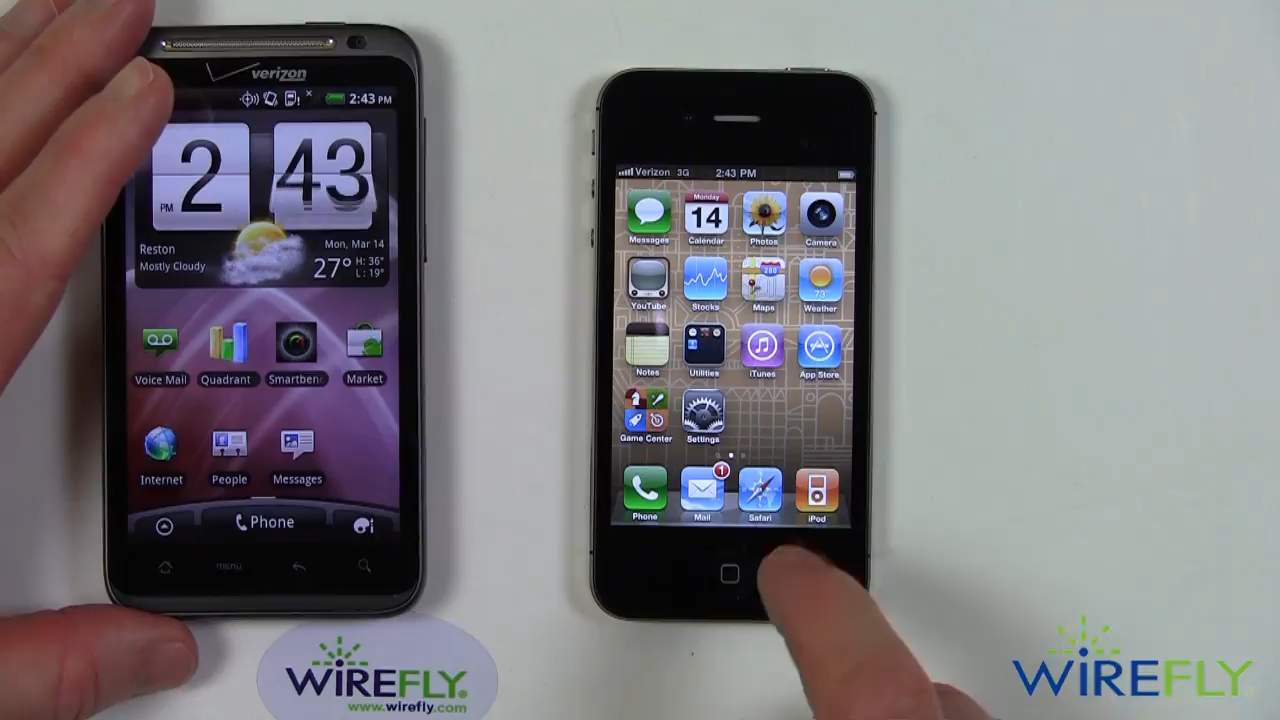 verizon
2:43 PM
2 43
PM
Reston
Mostly Cloudy
Mon, Mar 14
27° H: 36°
L: 19°
Voice Mail Quadrant Smartbenc Market
Internet People Messages
Phone
menu
Verizon 3G 2:43 PM
Monday
14
Messages Calendar Photos Camera
280
73°
YouTube Stocks Maps Weather
Notes Utilities iTunes App Store
Game Center Settings
1
Phone Mail Safari iPod
WIREFLY®
www.wirefly.com
WIREFLY®